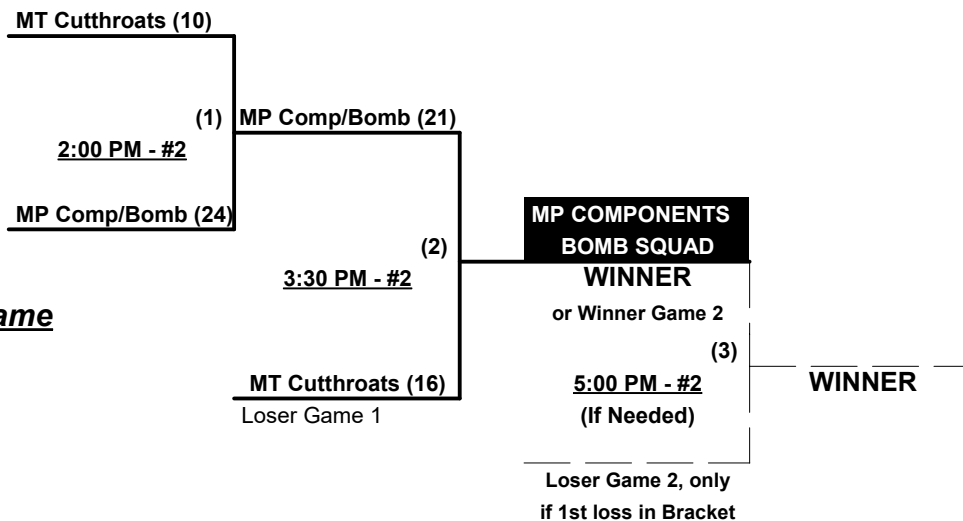 MT Cutthroats (10)
(1)
MP Comp/Bomb (21)
2:00 PM - #2
MP Comp/Bomb (24)
MP COMPONENTS
BOMB SQUAD
(2)
3:30 PM - #2
WINNER
or Winner Game 2
(3)
MT Cutthroats (16)
5:00 PM - #2
WINNER
Loser Game 1
(If Needed)
Loser Game 2, only
if 1st loss in Bracket